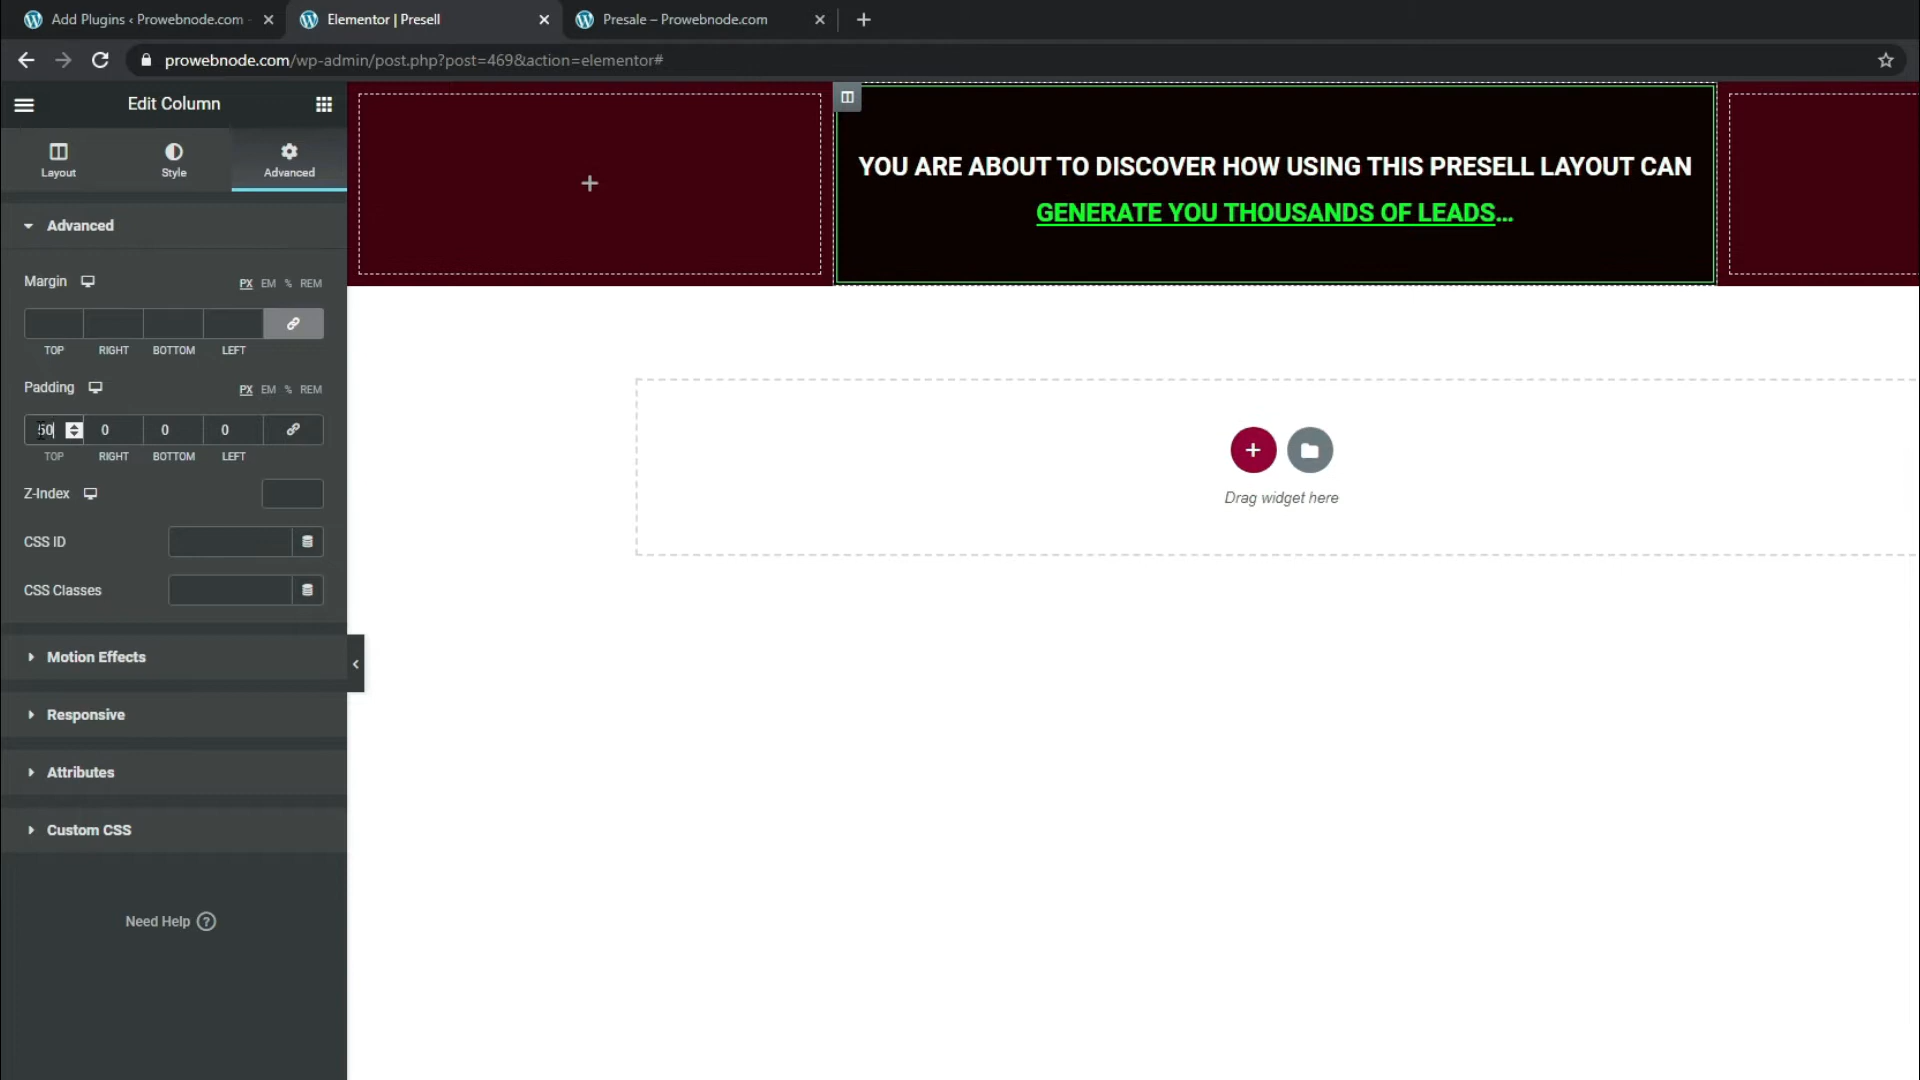 Add Plugins ‹ Prowebnode.com
Elementor | Presell
Presale – Prowebnode.com
prowebnode.com/wp-admin/post.php?post=469&action=elementor#
Edit Column
Layout
Style
Advanced
Advanced
Margin
PX EM % REM
TOP RIGHT BOTTOM LEFT
Padding
PX EM % REM
50 0 0 0
TOP RIGHT BOTTOM LEFT
Z-Index
CSS ID
CSS Classes
Motion Effects
Responsive
Attributes
Custom CSS
Need Help ?
YOU ARE ABOUT TO DISCOVER HOW USING THIS PRESELL LAYOUT CAN
GENERATE YOU THOUSANDS OF LEADS...
Drag widget here